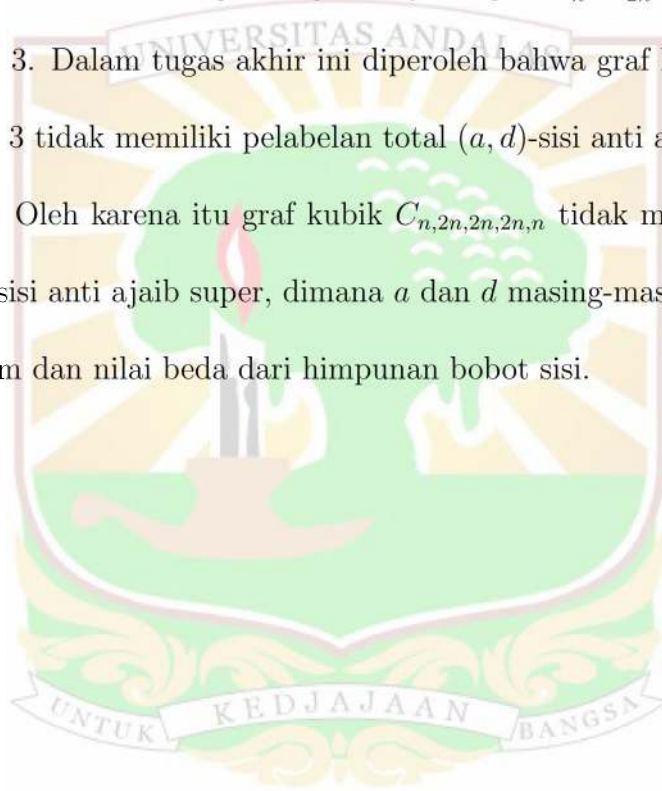 UNIVERSITAS ANDALAS
3. Dalam tugas akhir ini diperoleh bahwa graf
3 tidak memiliki pelabelan total (a, d)-sisi anti
Oleh karena itu graf kubik C_{n,2n,2n,2n,n} tidak
sisi anti ajaib super, dimana a dan d
dan nilai beda dari himpunan bobot sisi.
UNTUK KEDJAJAAN BANGSA